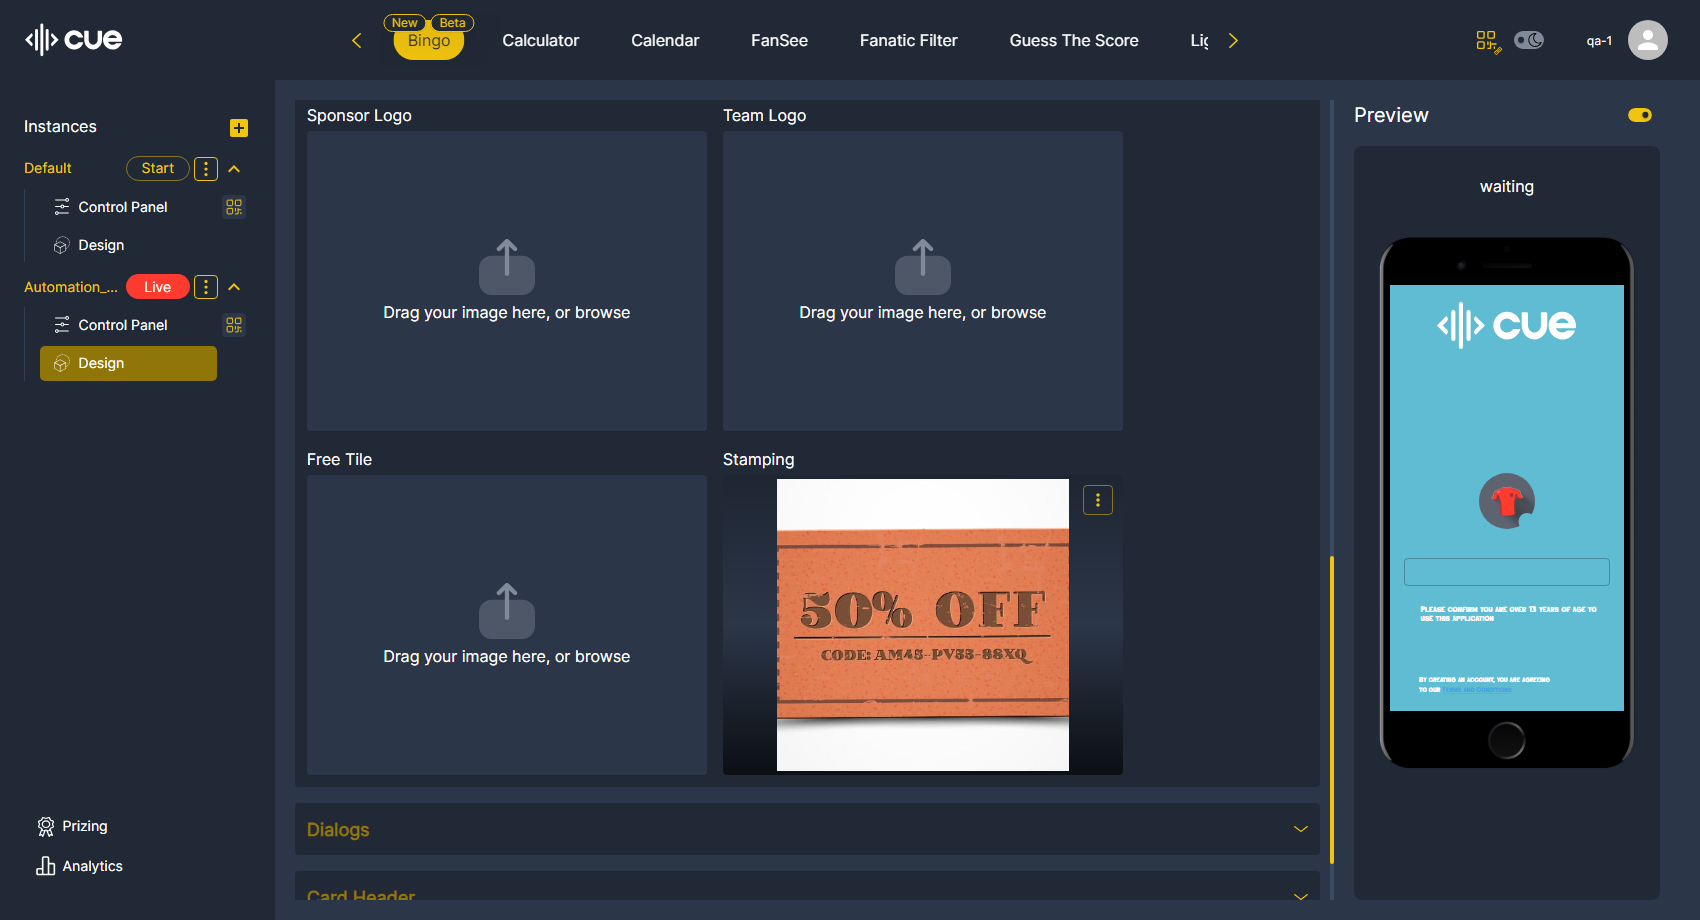 cue
New
Beta
Bingo
Calculator
Calendar
FanSee
Fanatic Filter
Guess The Score
Lig
qa-1
Instances
Default
Start
Control Panel
Design
Automation_...
Live
Control Panel
Design
Prizing
Analytics
Sponsor Logo
Team Logo
Drag your image here, or browse
Drag your image here, or browse
Free Tile
Stamping
Drag your image here, or browse
50% OFF
CODE: AM45-PV33-88XQ
Dialogs
Card Header
Preview
waiting
cue
Please confirm you are over 13 years of age to
use this application
By creating an account, you are agreeing
to our Terms and Conditions